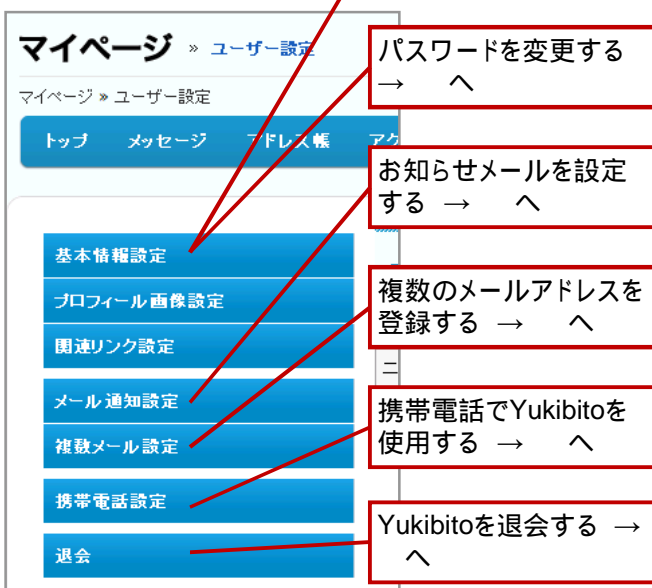 マイページ » ユーザー設定
マイページ » ユーザー設定
トップ メッセージ アドレス帳 アク
基本情報設定
プロフィール画像設定
関連リンク設定
メール通知設定
複数メール設定
携帯電話設定
退会
パスワードを変更する
→ へ
お知らせメールを設定
する → へ
複数のメールアドレスを
登録する → へ
携帯電話でYukibitoを
使用する → へ
Yukibitoを退会する →
へ